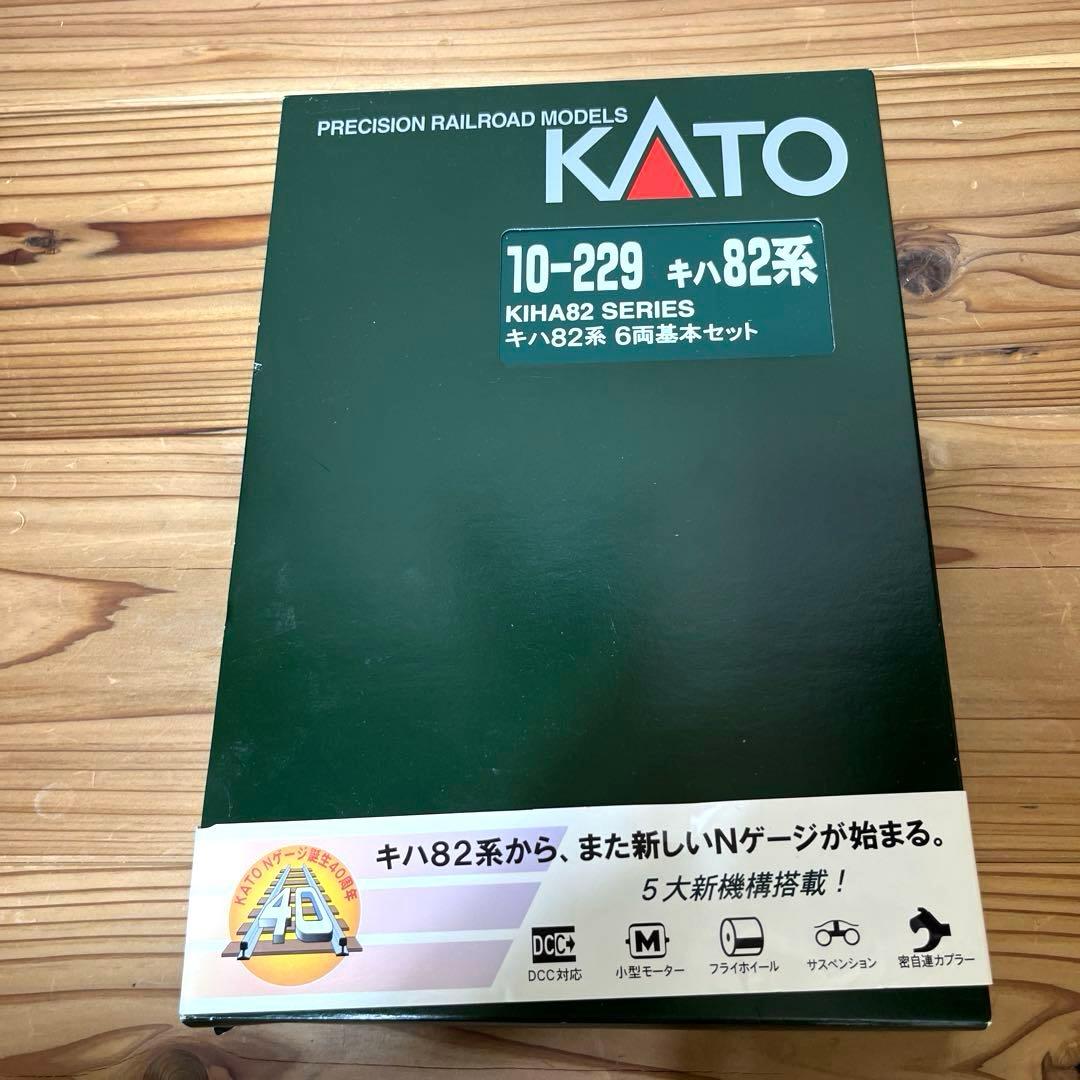 PRECISION RAILROAD MODELS
KATO
10-229 キハ82系
KIHA82 SERIES
キハ82系 6両基本セット
キハ82系から、また新しいNゲージが始まる。
5大新機構搭載!
KATO Nゲージ誕生40周年
40
DCC
M
DCC対応
小型モーター
フライホイール
サスペンション
密自連カプラー